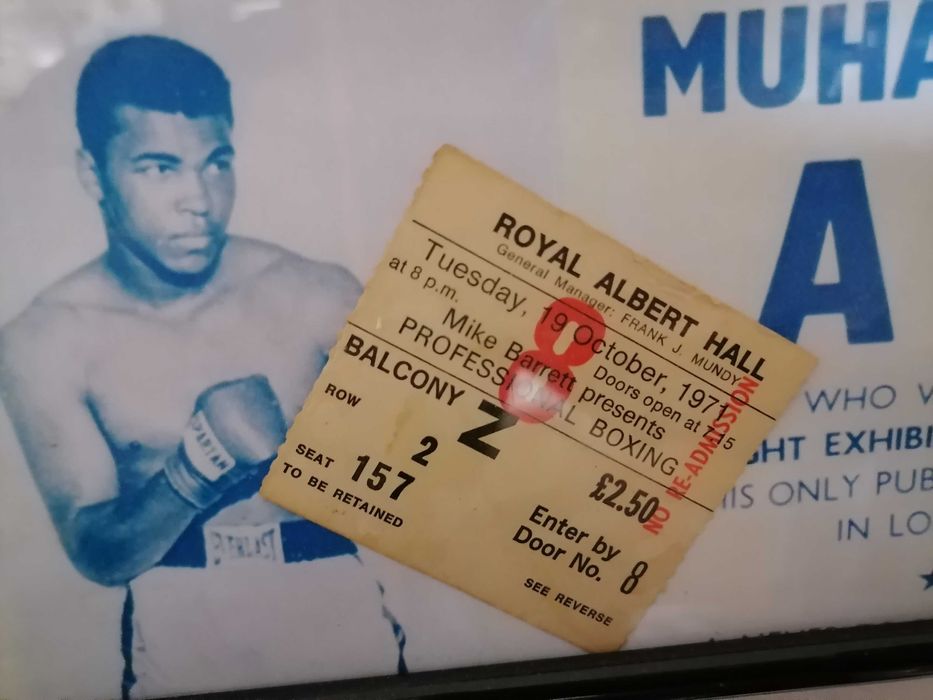 MUHA
A
WHO
GHT EXHIBI
IS ONLY PUB
IN LO
EVERLAST
ROYAL ALBERT HALL
General Manager: FRANK J. MUNDY
Tuesday, 19 October, 1971
at 8 p.m.
Doors open at 7.15
Mike Barrett presents
PROFESSIONAL BOXING
8
BALCONY Z
£2.50
ROW 2
SEAT 157
TO BE RETAINED
Enter by
Door No. 8
SEE REVERSE
NO RE-ADMISSION